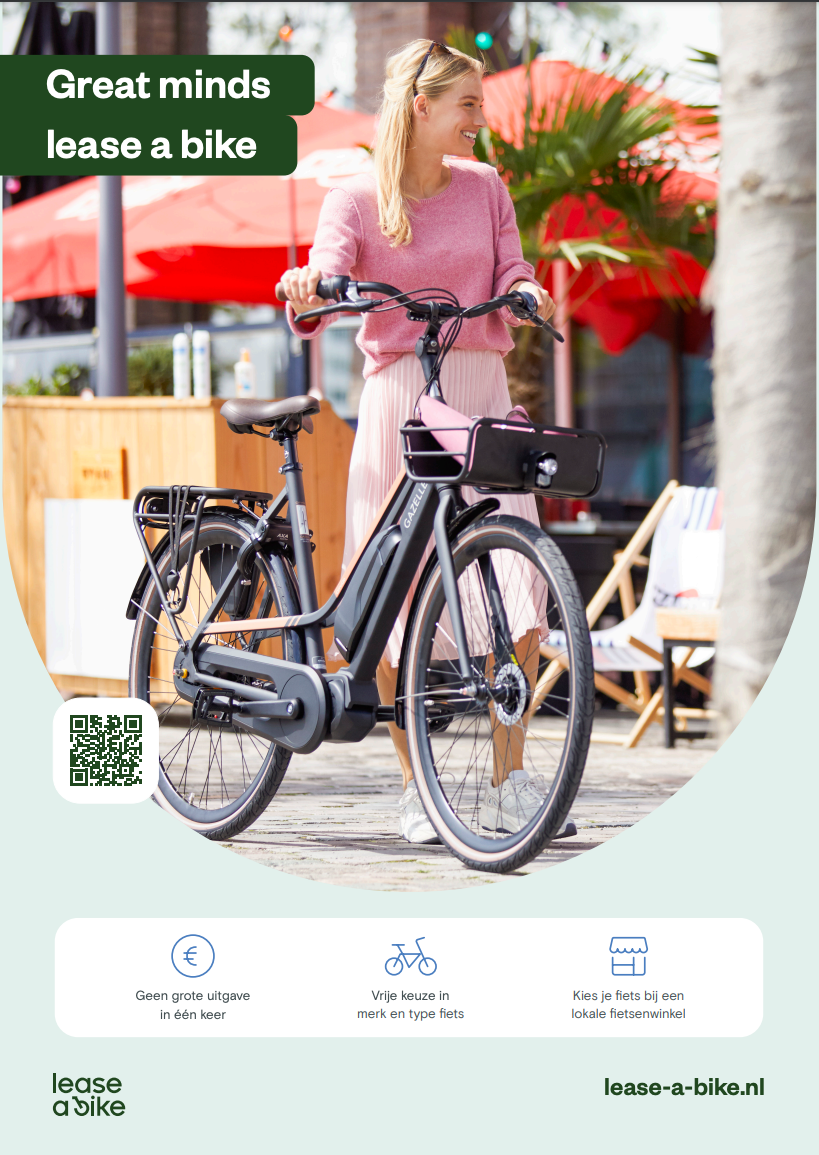 Great minds
lease a bike
GAZELLE
Geen grote uitgave
in één keer
Vrije keuze in
merk en type fiets
Kies je fiets bij een
lokale fietsenwinkel
lease
a bike
lease-a-bike.nl